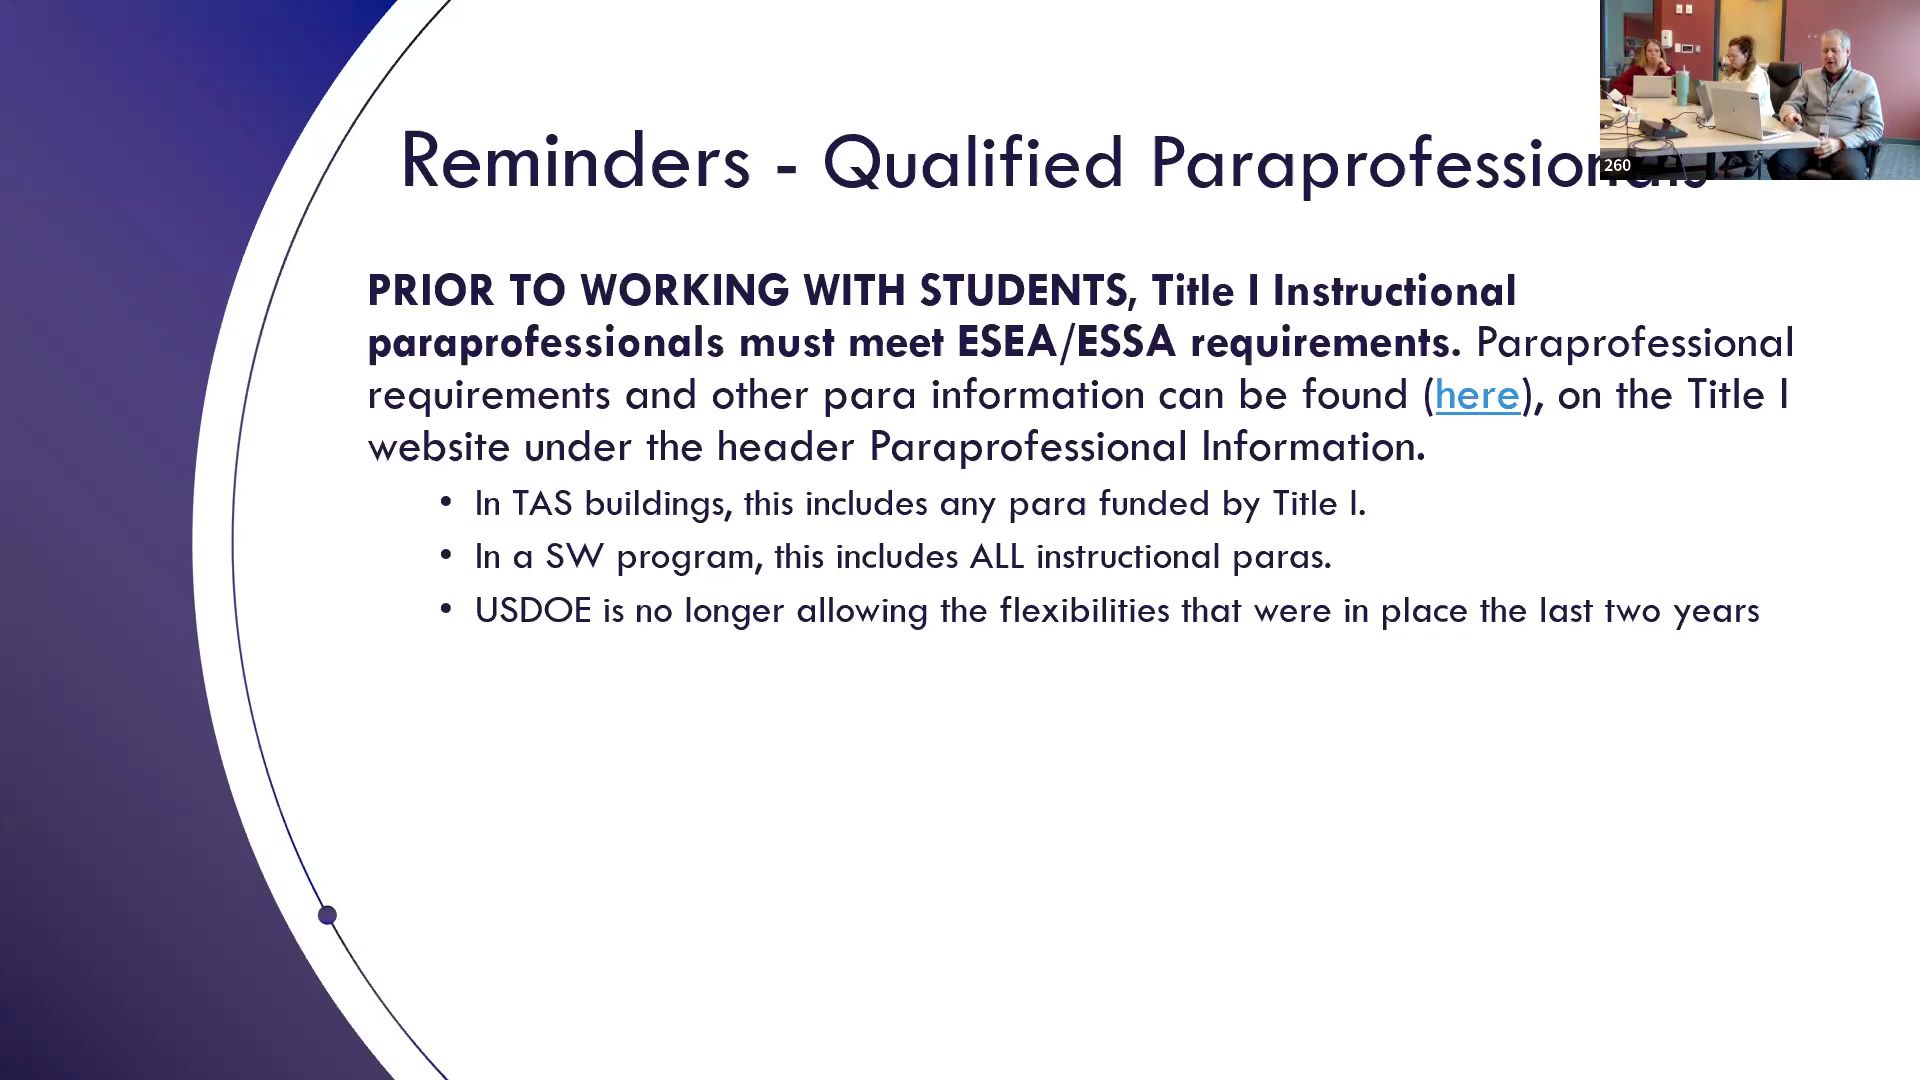 Reminders - Qualified Paraprofessionals
260
PRIOR TO WORKING WITH STUDENTS, Title I Instructional
paraprofessionals must meet ESEA/ESSA requirements. Paraprofessional
requirements and other para information can be found (here), on the Title I
website under the header Paraprofessional Information.
• In TAS buildings, this includes any para funded by Title I.
• In a SW program, this includes ALL instructional paras.
• USDOE is no longer allowing the flexibilities that were in place the last two years